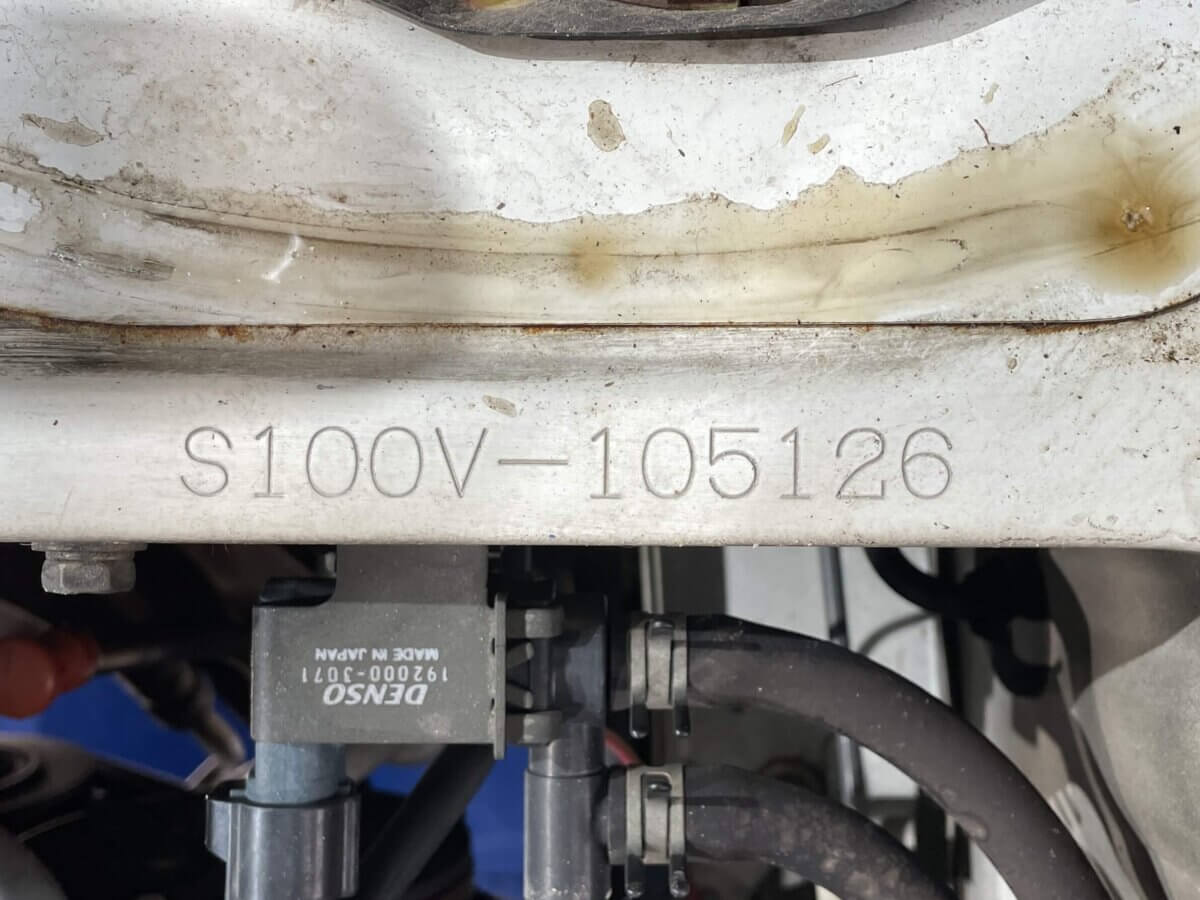 S100V-105126
DENSO
192000-3071
MADE IN JAPAN